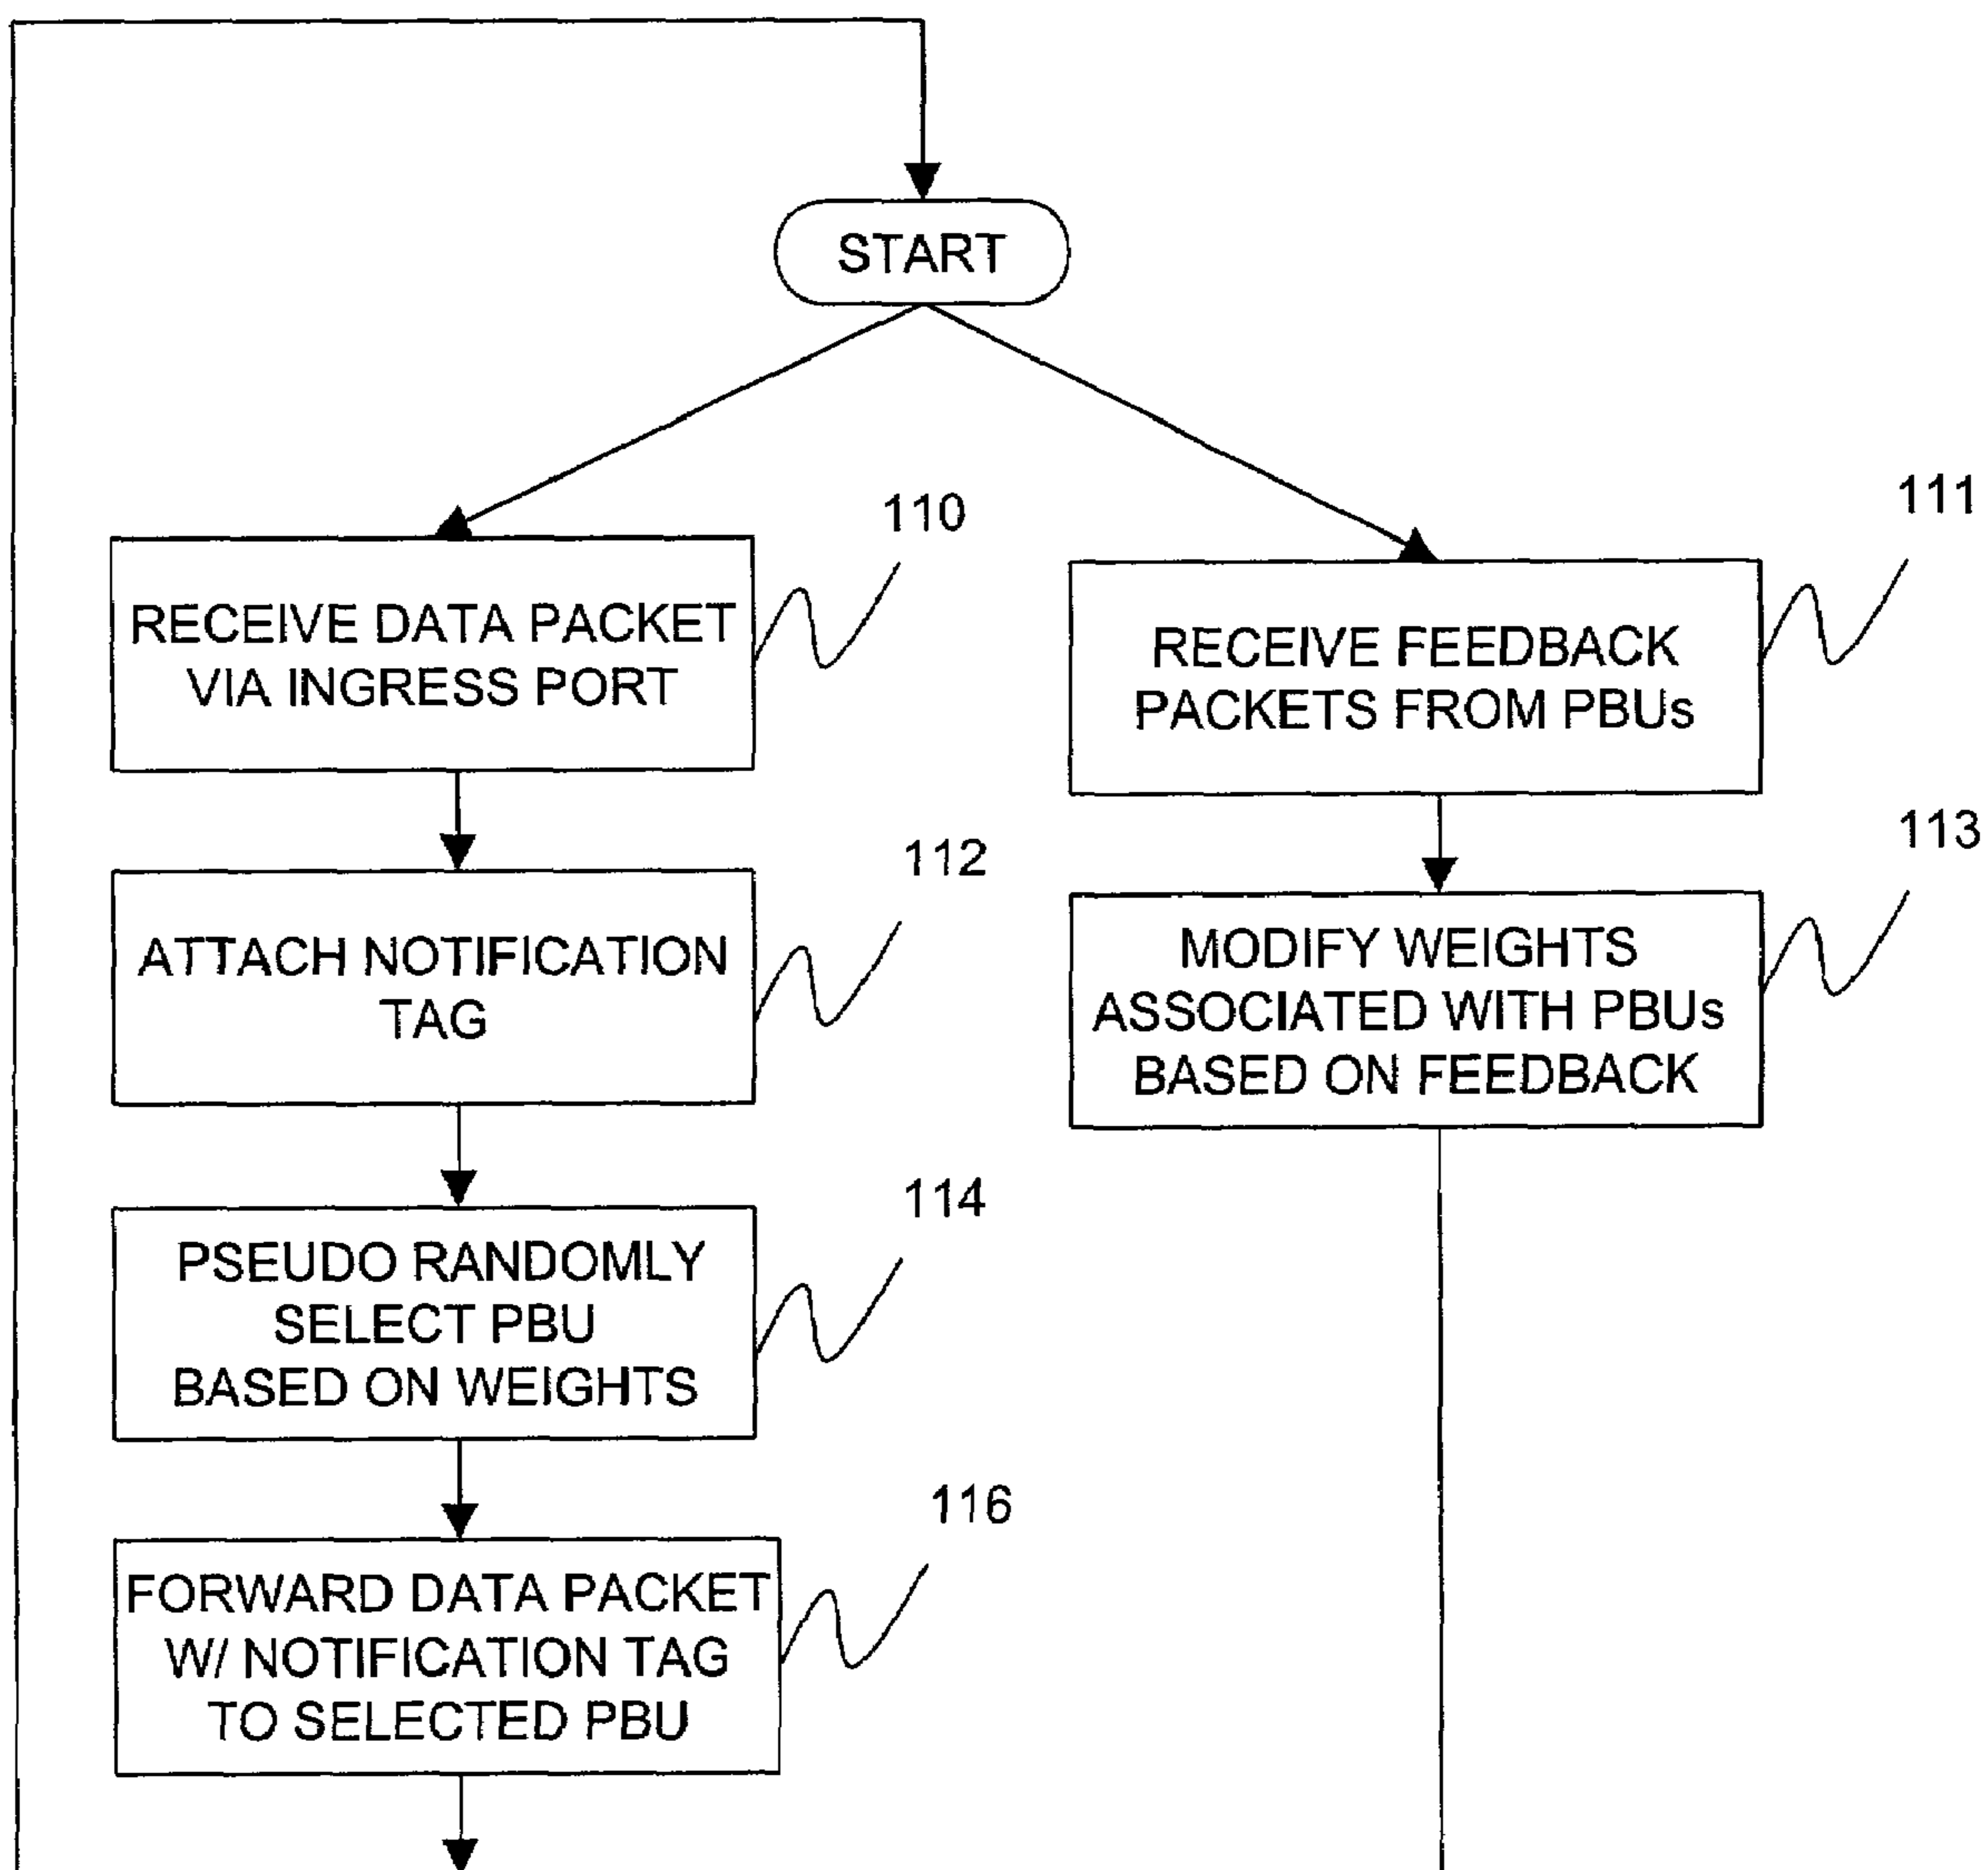 START
110
RECEIVE DATA PACKET
VIA INGRESS PORT
111
RECEIVE FEEDBACK
PACKETS FROM PBUs
112
ATTACH NOTIFICATION
TAG
113
MODIFY WEIGHTS
ASSOCIATED WITH PBUs
BASED ON FEEDBACK
114
PSEUDO RANDOMLY
SELECT PBU
BASED ON WEIGHTS
116
FORWARD DATA PACKET
W/ NOTIFICATION TAG
TO SELECTED PBU